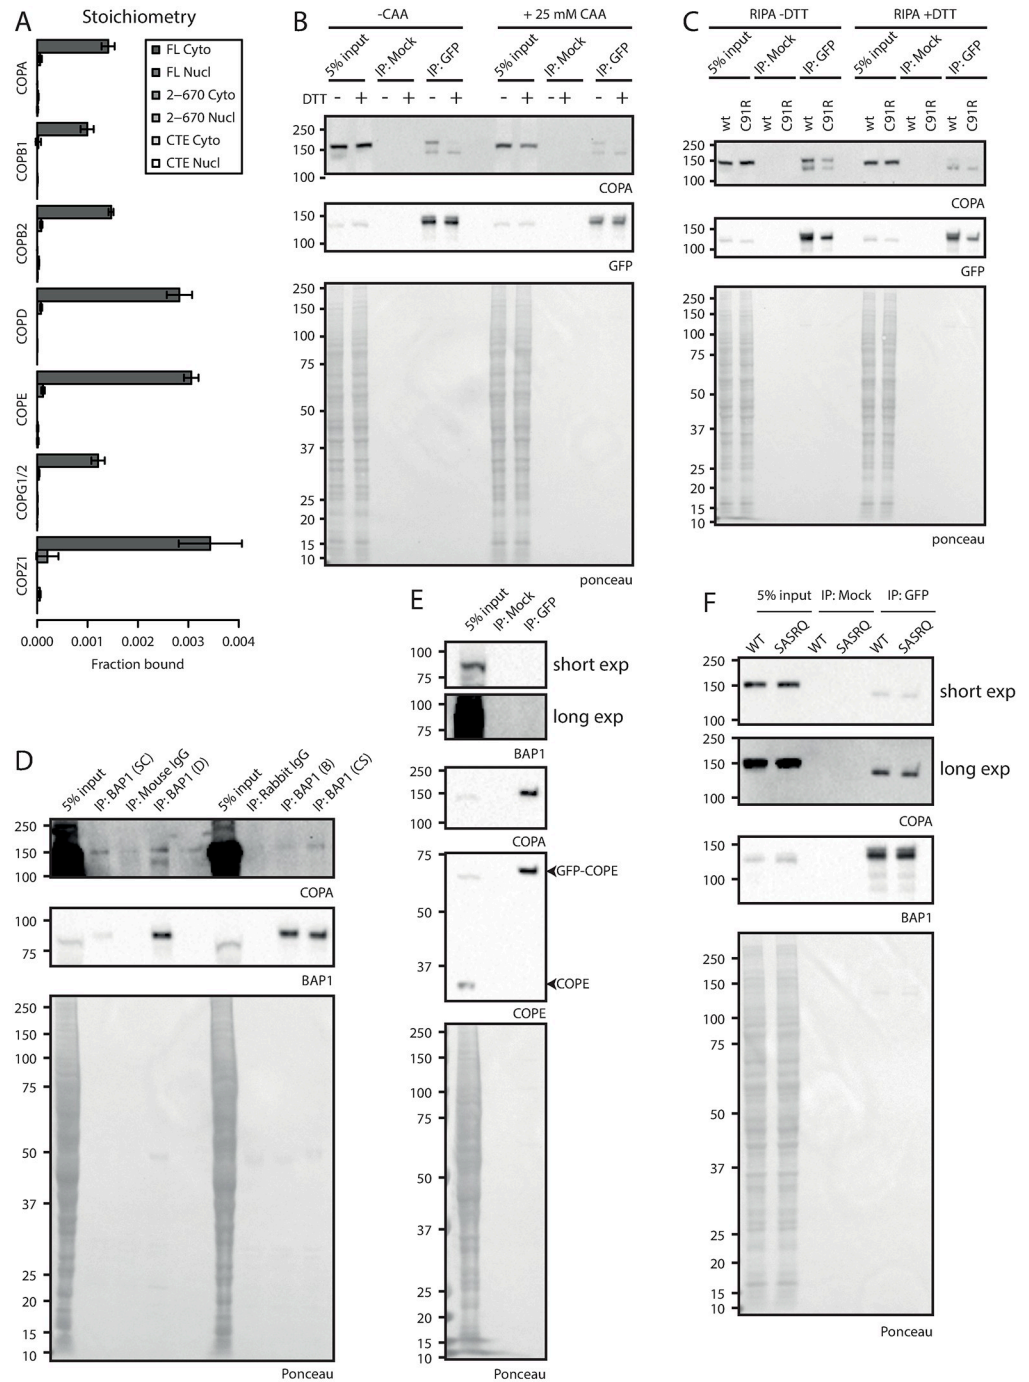 A
Stoichiometry
COPA
COPB1
COPB2
COPD
COPE
COPG1/2
COPZ1
FL Cyto
FL Nucl
2−670 Cyto
2−670 Nucl
CTE Cyto
CTE Nucl
0.000 0.001 0.002 0.003 0.004
Fraction bound
B
-CAA
+ 25 mM CAA
5% input
IP: Mock
IP: GFP
5% input
IP: Mock
IP: GFP
DTT - + + - + - + -+ - +
250
150
100
COPA
150
100
GFP
250
150
100
75
50
37
25
20
15
10
ponceau
C
RIPA -DTT
RIPA +DTT
5% input
IP: Mock
IP: GFP
5% input
IP: Mock
IP: GFP
wt C91R wt C91R wt C91R wt C91R wt C91R wt C91R
250
150
100
COPA
150
100
GFP
250
150
100
75
50
37
25
20
15
10
ponceau
D
5% input
IP: BAP1 (SC)
IP: Mouse IgG
IP: BAP1 (D)
5% input
IP: Rabbit IgG
IP: BAP1 (B)
IP: BAP1 (CS)
250
150
100
COPA
100
75
BAP1
250
150
100
75
50
37
25
20
15
10
Ponceau
E
5% input
IP: Mock
IP: GFP
100
75
short exp
100
75
long exp
BAP1
150
100
COPA
75
50
37
GFP-COPE
COPE
COPE
250
150
100
75
50
37
25
20
15
10
Ponceau
F
5% input
IP: Mock
IP: GFP
WT SASRQ WT SASRQ WT SASRQ
250
150
100
short exp
250
150
100
long exp
COPA
150
100
BAP1
250
150
100
75
50
37
25
20
15
10
Ponceau